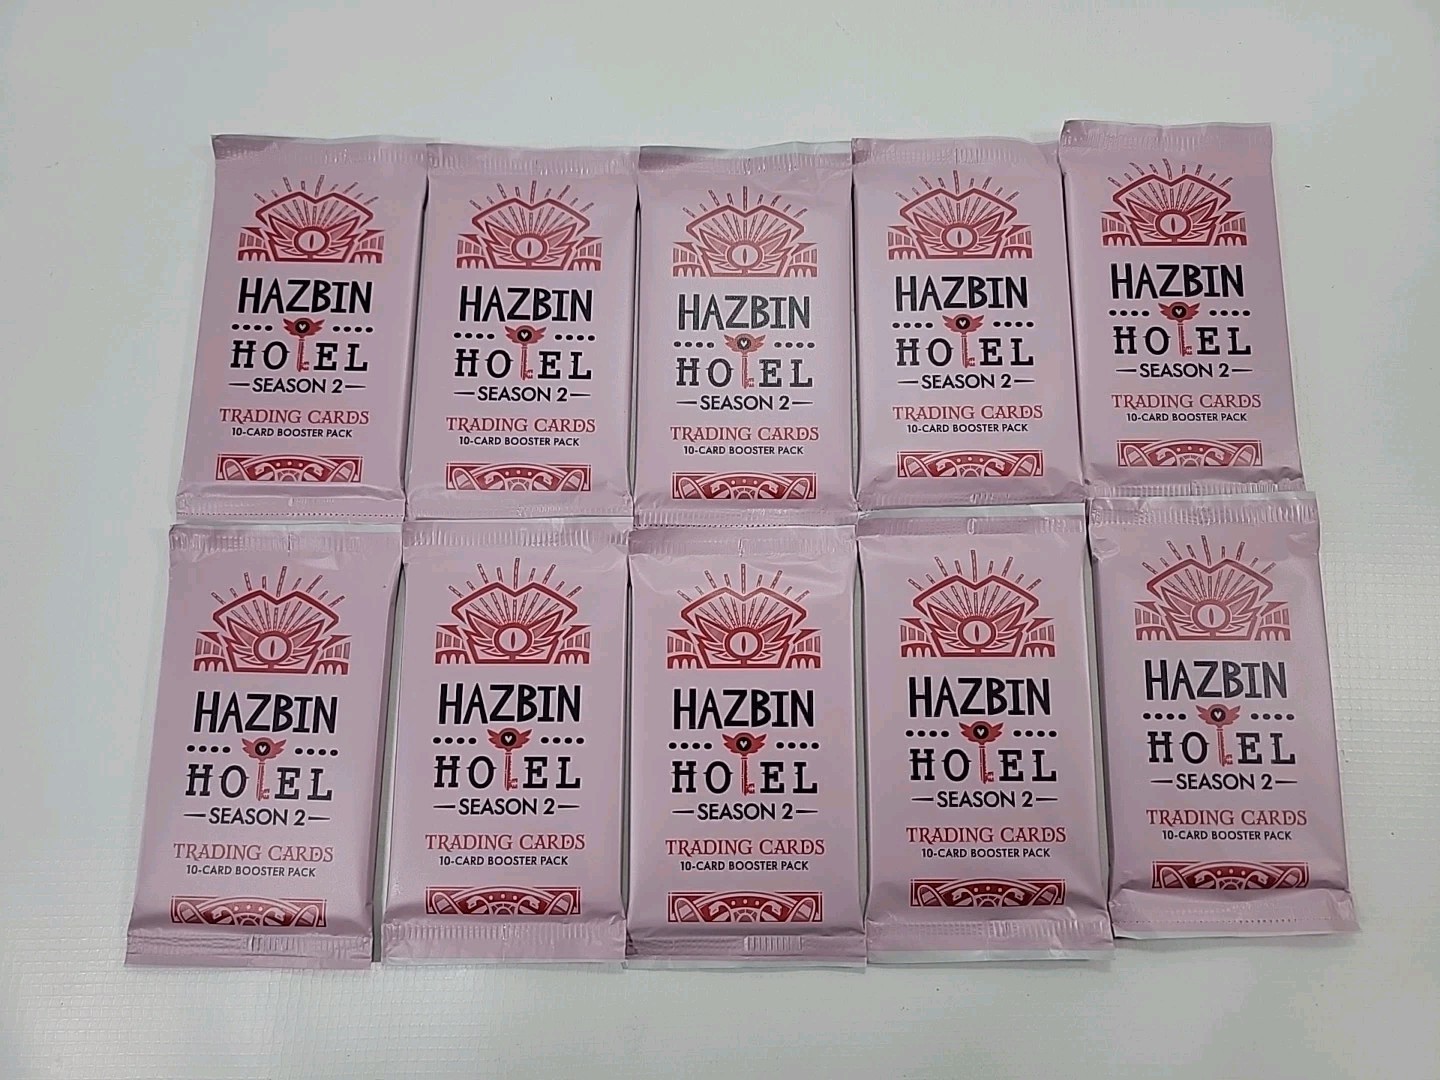 HAZBIN
HOTEL
SEASON 2
TRADING CARDS
10-CARD BOOSTER PACK
HAZBIN
HOTEL
SEASON 2
TRADING CARDS
10-CARD BOOSTER PACK
HAZBIN
HOTEL
SEASON 2
TRADING CARDS
10-CARD BOOSTER PACK
HAZBIN
HOTEL
SEASON 2
TRADING CARDS
10-CARD BOOSTER PACK
HAZBIN
HOTEL
SEASON 2
TRADING CARDS
10-CARD BOOSTER PACK
HAZBIN
HOTEL
SEASON 2
TRADING CARDS
10-CARD BOOSTER PACK
HAZBIN
HOTEL
SEASON 2
TRADING CARDS
10-CARD BOOSTER PACK
HAZBIN
HOTEL
SEASON 2
TRADING CARDS
10-CARD BOOSTER PACK
HAZBIN
HOTEL
SEASON 2
TRADING CARDS
10-CARD BOOSTER PACK
HAZBIN
HOTEL
SEASON 2
TRADING CARDS
10-CARD BOOSTER PACK